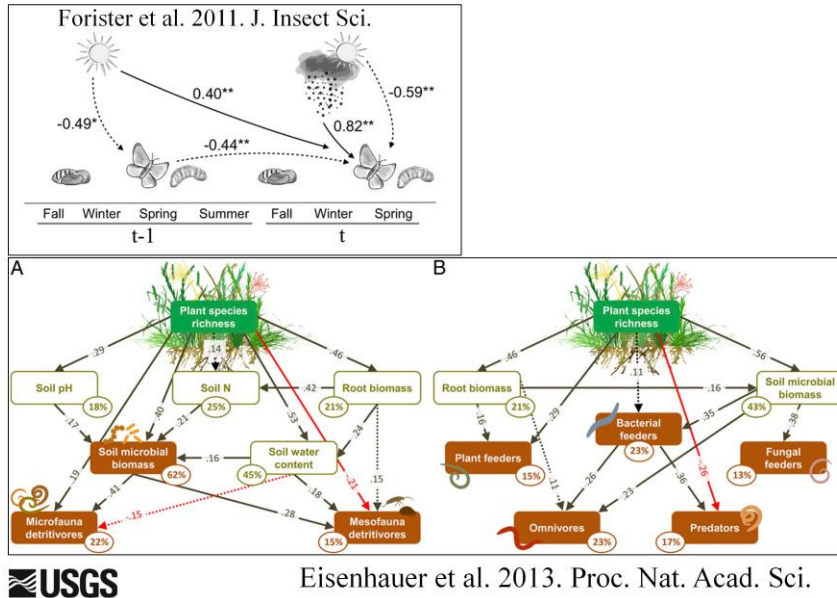 Forister et al. 2011. J. Insect Sci.
0.40**
-0.59**
-0.49*
0.82**
-0.44**
Fall Winter Spring Summer Fall Winter Spring
t-1 t
A
Plant species
richness
.14
.29
.46
Soil pH
18%
Soil N
25%
.42
Root biomass
21%
.17
.40
.21
.53
.24
Soil microbial
biomass
62%
.16
Soil water
content
45%
.15
.19
.41
.18
.21
-.15
.28
Microfauna
detritivores
22%
Mesofauna
detritivores
15%
B
Plant species
richness
.46
.11
.56
Root biomass
21%
.16
Soil microbial
biomass
43%
.16
.29
.35
.38
Bacterial
feeders
23%
Plant feeders
15%
Fungal
feeders
13%
.11
.26
.36
-.26
.23
Omnivores
23%
Predators
17%
USGS
Eisenhauer et al. 2013. Proc. Nat. Acad. Sci.